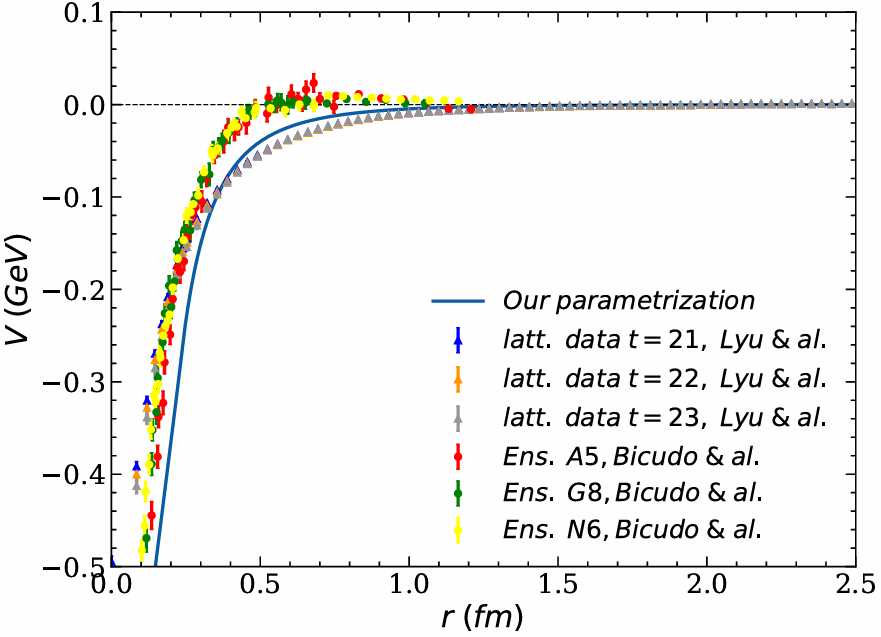 0.1
0.0
−0.1
−0.2
−0.3
−0.4
−0.5
V (GeV)
Our parametrization
latt. data t = 21, Lyu & al.
latt. data t = 22, Lyu & al.
latt. data t = 23, Lyu & al.
Ens. A5, Bicudo & al.
Ens. G8, Bicudo & al.
Ens. N6, Bicudo & al.
0.0 0.5 1.0 1.5 2.0 2.5
r (fm)